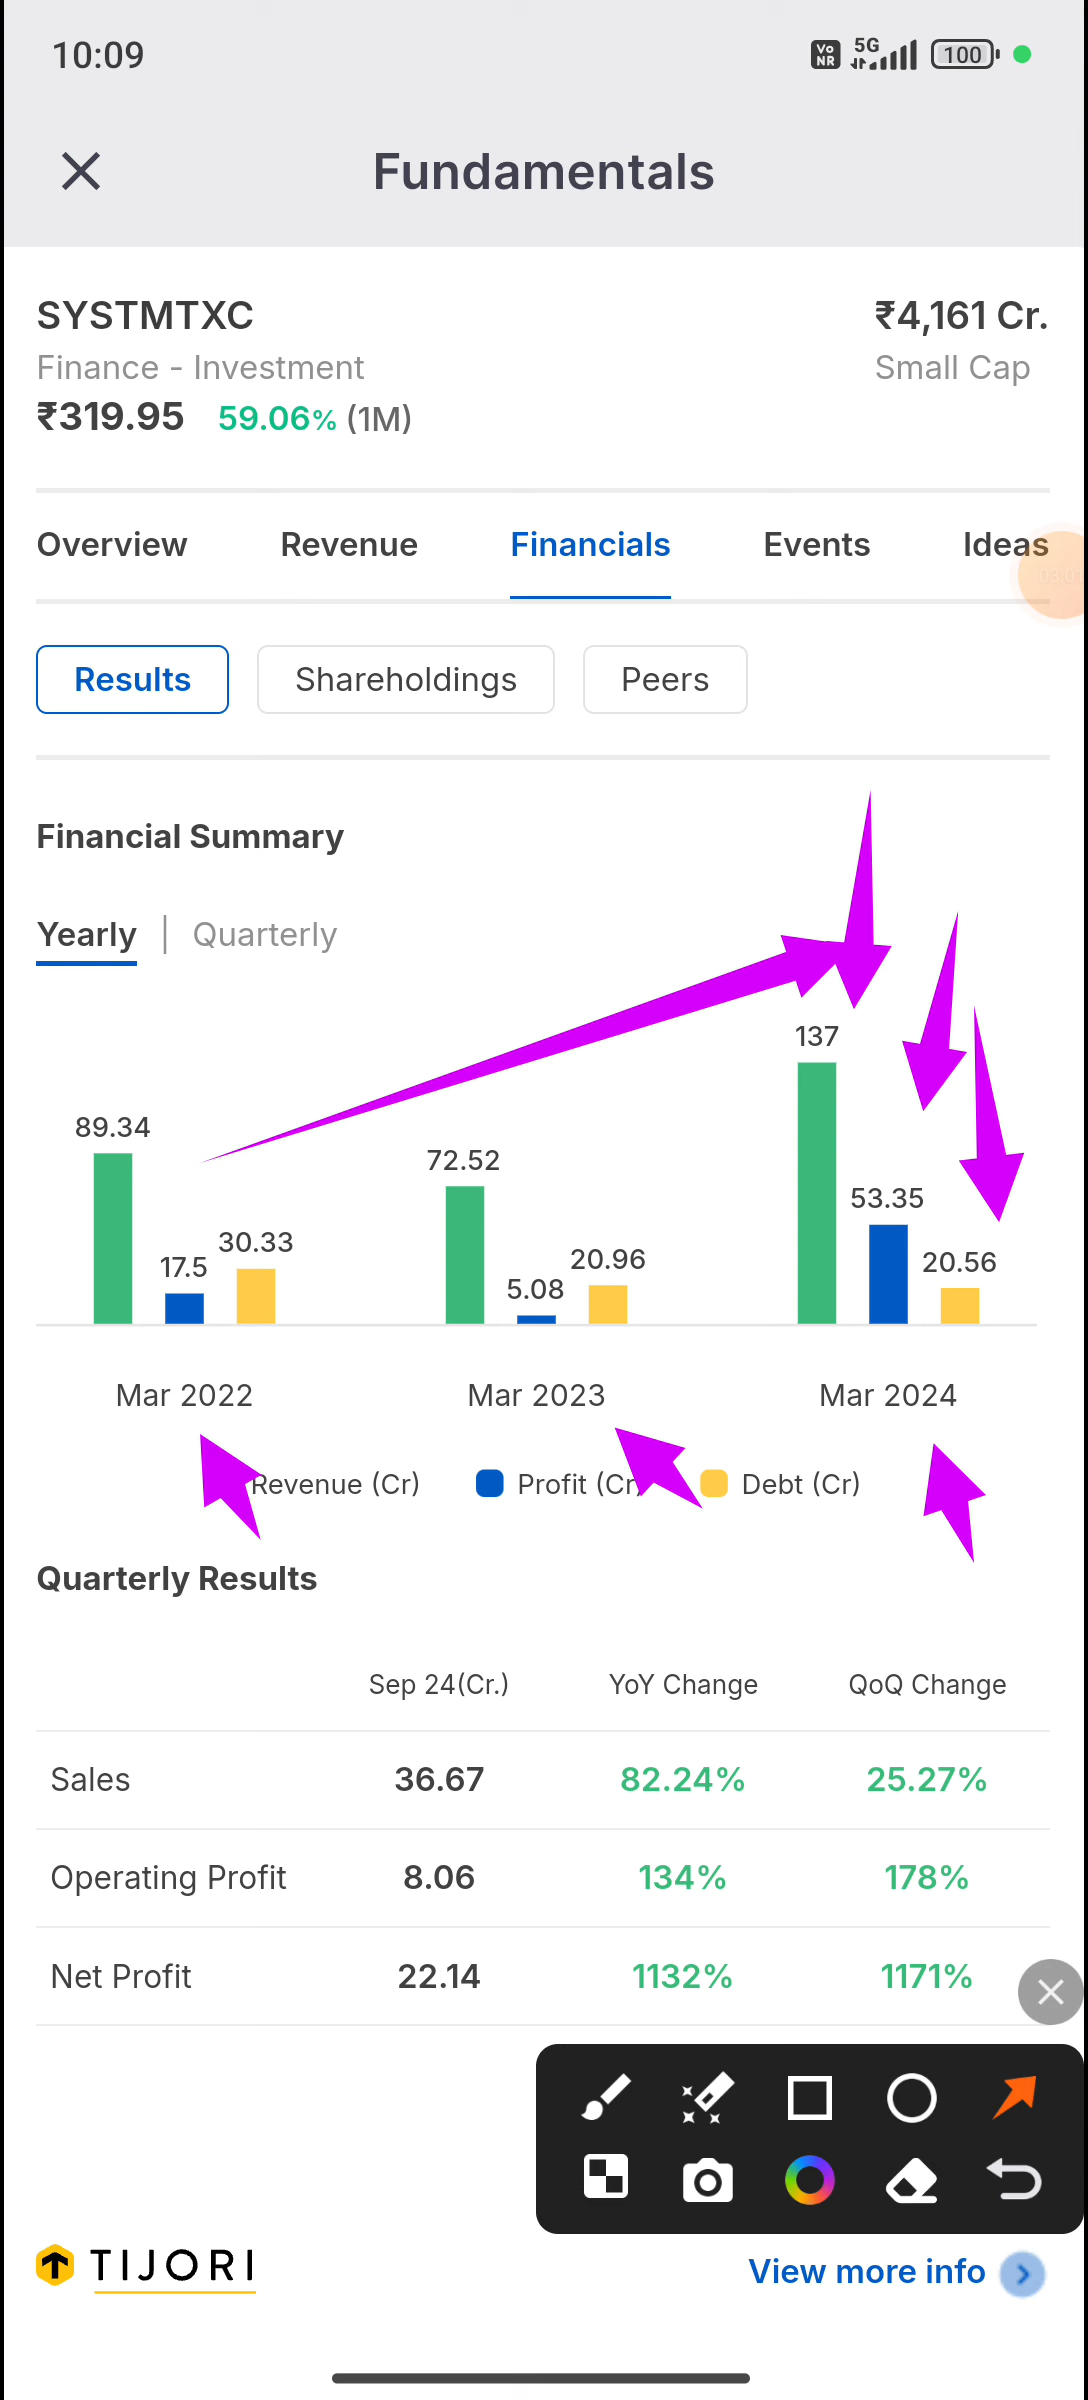 10:09
Vo NR 5G 100
Fundamentals
SYSTMTXC ₹4,161 Cr.
Finance - Investment Small Cap
₹319.95 59.06% (1M)
Overview Revenue Financials Events Ideas
Results Shareholdings Peers
Financial Summary
Yearly | Quarterly
137
89.34
72.52
53.35
30.33
17.5
20.96
20.56
5.08
Mar 2022 Mar 2023 Mar 2024
Revenue (Cr) Profit (Cr) Debt (Cr)
Quarterly Results
Sep 24(Cr.) YoY Change QoQ Change
Sales 36.67 82.24% 25.27%
Operating Profit 8.06 134% 178%
Net Profit 22.14 1132% 1171%
TIJORI View more info